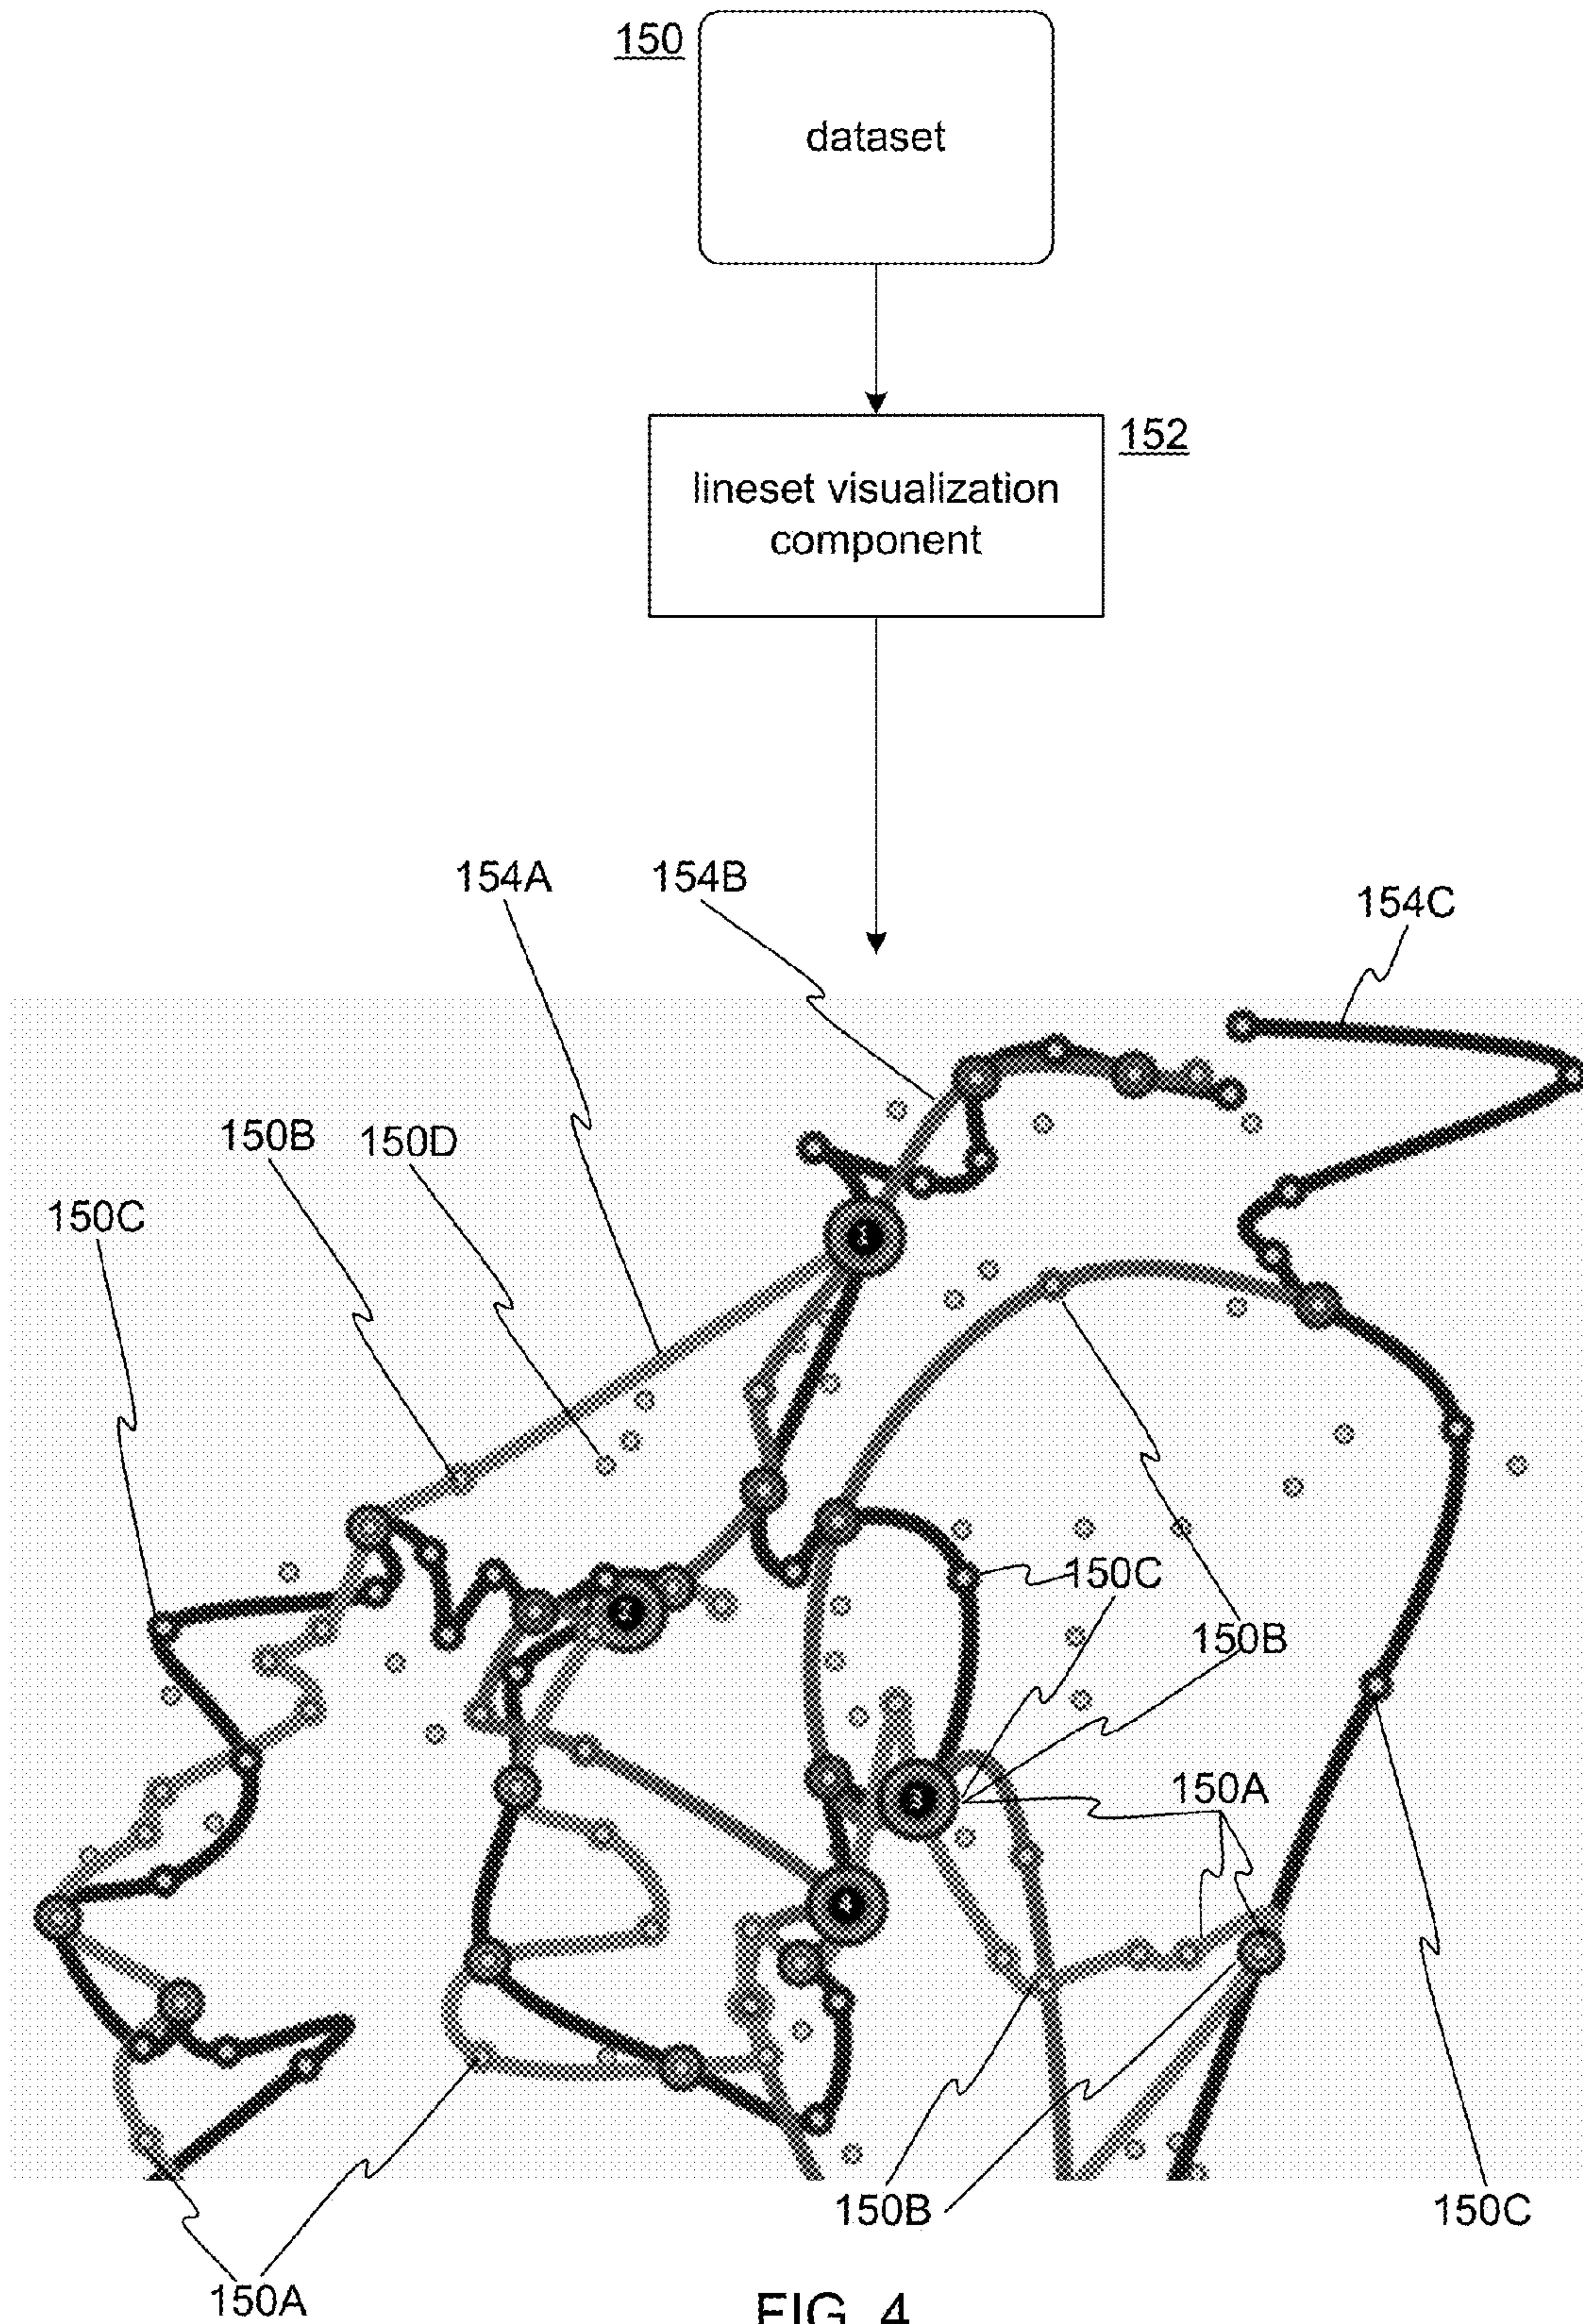 150
dataset
152
lineset visualization
component
154A
154B
154C
150B
150D
150C
150C
150B
150A
150B
150C
150A
FIG. 4